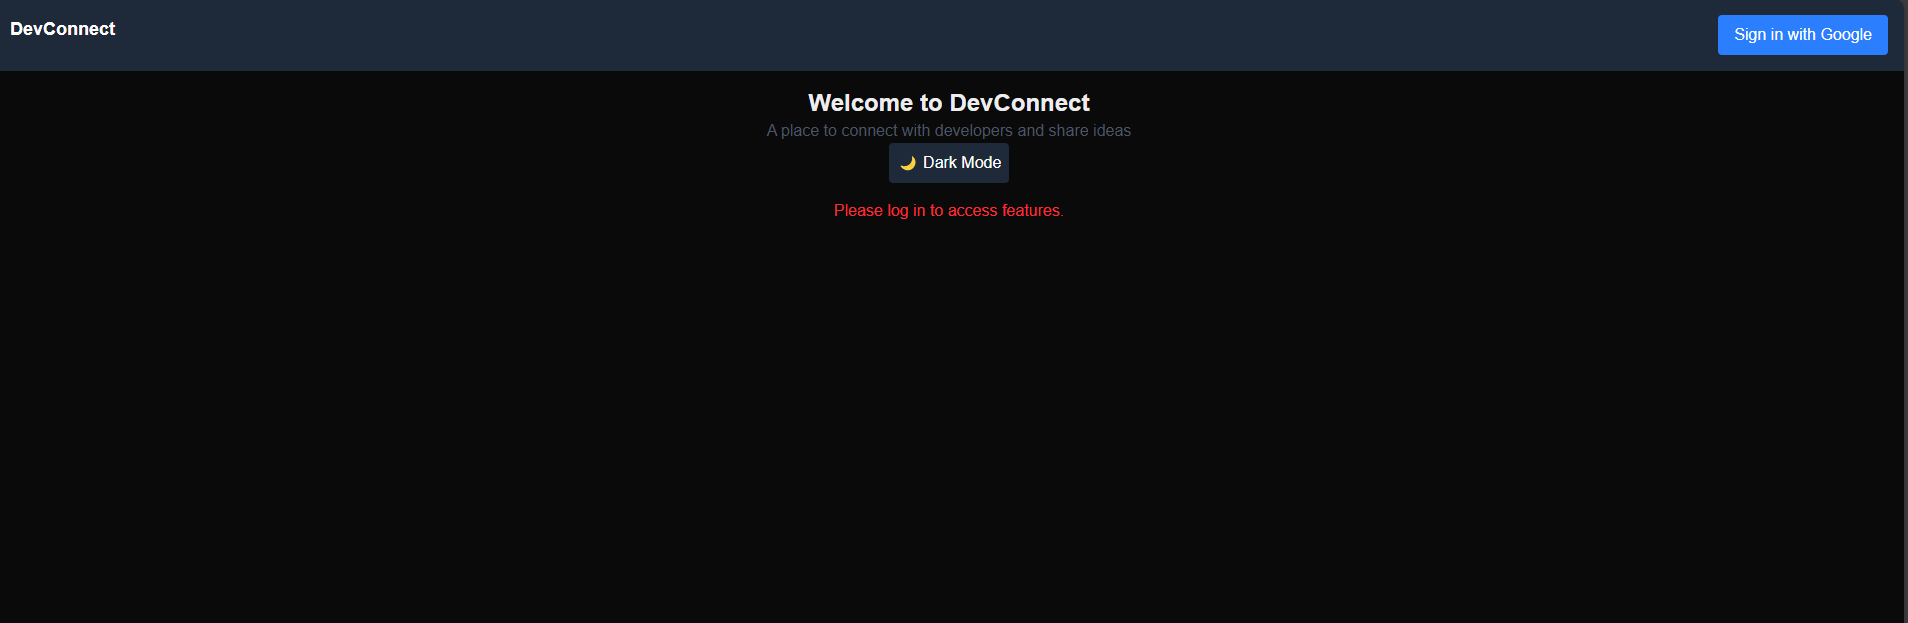 DevConnect
Sign in with Google
Welcome to DevConnect
A place to connect with developers and share ideas
🌙 Dark Mode
Please log in to access features.